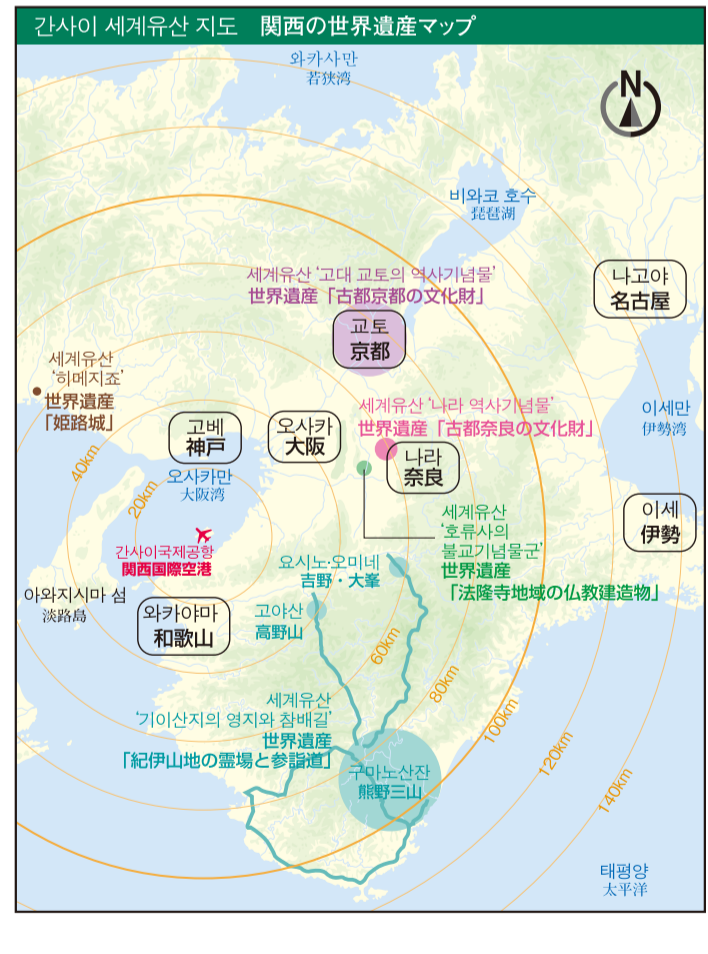 간사이 세계유산 지도 関西の世界遺産マップ
와카사만
若狭湾
N
비와코 호수
琵琶湖
세계유산 ‘고대 교토의 역사기념물’
世界遺産「古都京都の文化財」
나고야
名古屋
교토
京都
세계유산
‘히메지죠’
世界遺産
「姫路城」
세계유산 ‘나라 역사기념물’
世界遺産「古都奈良の文化財」
이세만
伊勢湾
고베
神戸
오사카
大阪
나라
奈良
오사카만
大阪湾
40km
20km
세계유산
‘호류사의
불교기념물군’
世界遺産
「法隆寺地域の仏教建造物」
이세
伊勢
간사이국제공항
関西国際空港
요시노·오미네
吉野・大峯
아와지시마 섬
淡路島
와카야마
和歌山
고야산
高野山
60km
80km
100km
120km
140km
세계유산
‘기이산지의 영지와 참배길’
世界遺産
「紀伊山地の霊場と参詣道」
구마노산잔
熊野三山
태평양
太平洋